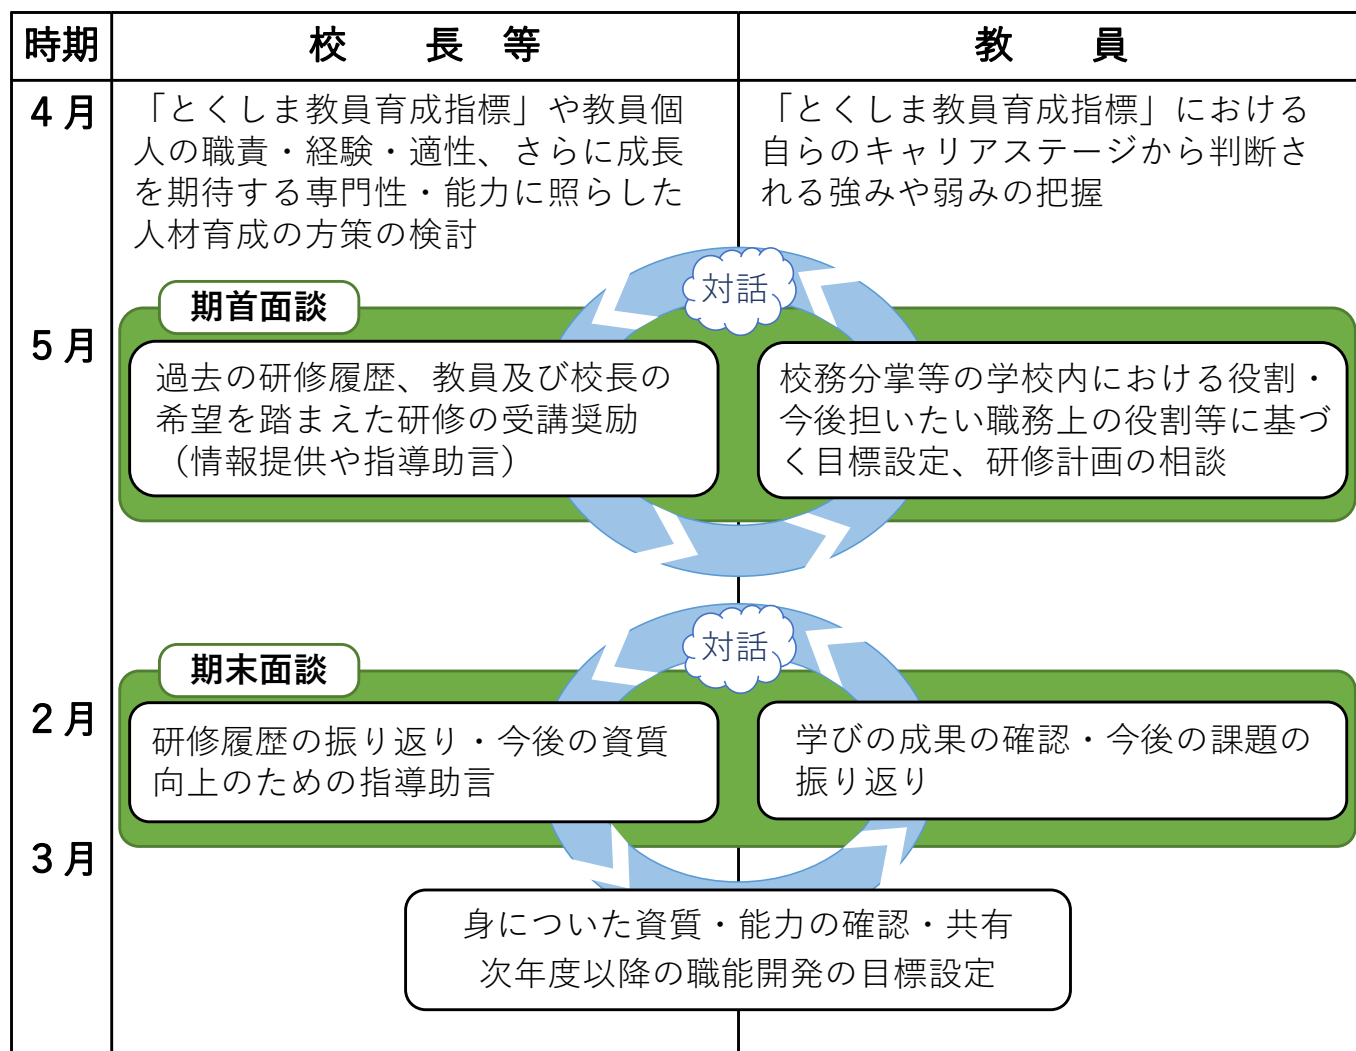 時期
校長等
教員
4月
「とくしま教員育成指標」や教員個
人の職責・経験・適性、さらに成長
を期待する専門性・能力に照らした
人材育成の方策の検討
「とくしま教員育成指標」における
自らのキャリアステージから判断さ
れる強みや弱みの把握
対話
期首面談
5月
過去の研修履歴、教員及び校長の
希望を踏まえた研修の受講奨励
（情報提供や指導助言）
校務分掌等の学校内における役割・
今後担いたい職務上の役割等に基づ
く目標設定、研修計画の相談
対話
期末面談
2月
研修履歴の振り返り・今後の資質
向上のための指導助言
学びの成果の確認・今後の課題の
振り返り
3月
身についた資質・能力の確認・共有
次年度以降の職能開発の目標設定